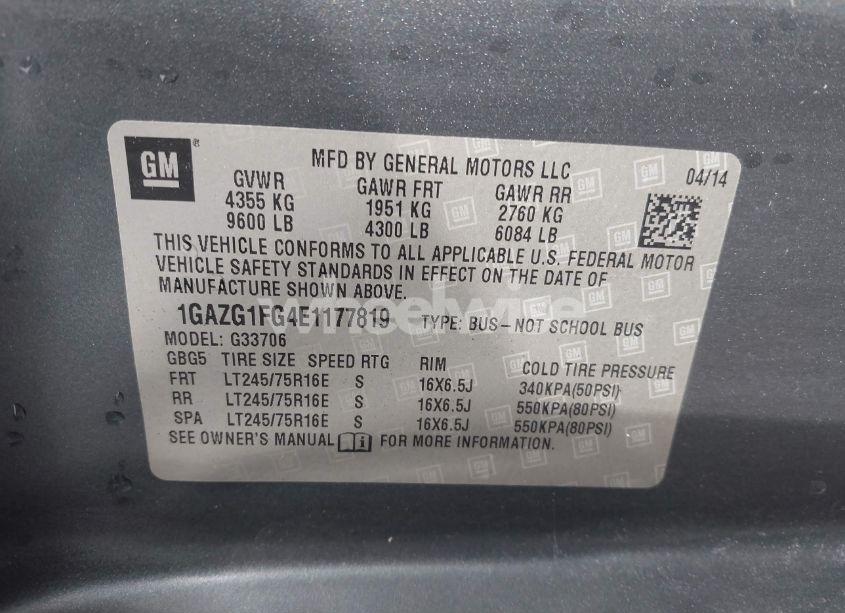 GM ®
MFD BY GENERAL MOTORS LLC 04/14
GVWR GAWR FRT GAWR RR
4355 KG 1951 KG 2760 KG
9600 LB 4300 LB 6084 LB
THIS VEHICLE CONFORMS TO ALL APPLICABLE U.S. FEDERAL MOTOR
VEHICLE SAFETY STANDARDS IN EFFECT ON THE DATE OF
MANUFACTURE SHOWN ABOVE.
1GAZG1FG4E1177819 TYPE: BUS- NOT SCHOOL BUS
MODEL: G33706
GBG5 TIRE SIZE SPEED RTG RIM COLD TIRE PRESSURE
FRT LT245/75R16E S 16X6.5J 340KPA(50PSI)
RR LT245/75R16E S 16X6.5J 550KPA(80PSI)
SPA LT245/75R16E S 16X6.5J 550KPA(80PSI)
SEE OWNER'S MANUAL i FOR MORE INFORMATION.
wheelwire